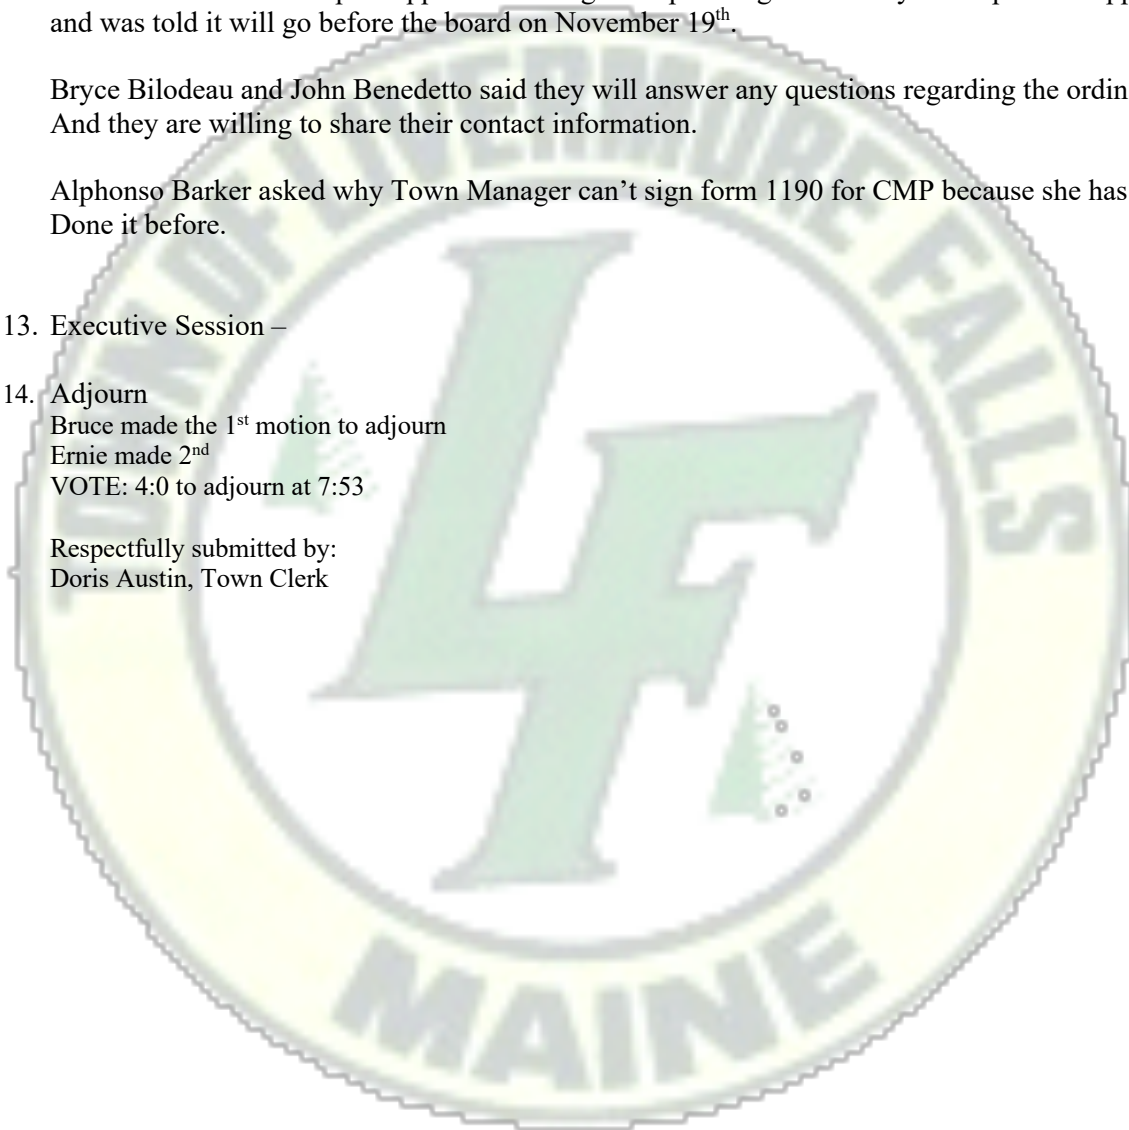 and was told it will go before the board on November 19th.
Bryce Bilodeau and John Benedetto said they will answer any questions regarding the ordin
And they are willing to share their contact information.
Alphonso Barker asked why Town Manager can't sign form 1190 for CMP because she has
Done it before.
13. Executive Session –
14. Adjourn
Bruce made the 1st motion to adjourn
Ernie made 2nd
VOTE: 4:0 to adjourn at 7:53
Respectfully submitted by:
Doris Austin, Town Clerk
TOWN OF LIVERMORE FALLS
LF
MAINE